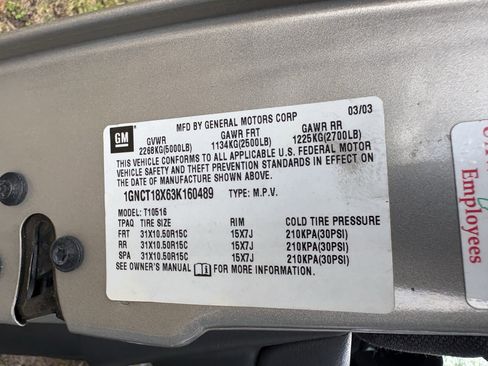 GM
MFD BY GENERAL MOTORS CORP 03/03
GVWR GAWR FRT GAWR RR
2268KG(5000LB) 1134KG(2500LB) 1225KG(2700LB)
THIS VEHICLE CONFORMS TO ALL APPLICABLE U.S. FEDERAL MOTOR
VEHICLE SAFETY AND THEFT PREVENTION STANDARDS IN EFFECT ON
THE DATE OF MANUFACTURE SHOWN ABOVE.
1GNCT18X63K160489 TYPE: M.P.V.
MODEL: T10516
TPAQ TIRE SIZE RIM COLD TIRE PRESSURE
FRT 31X10.50R15C 15X7J 210KPA(30PSI)
RR 31X10.50R15C 15X7J 210KPA(30PSI)
SPA 31X10.50R15C 15X7J 210KPA(30PSI)
SEE OWNER'S MANUAL FOR MORE INFORMATION
Employees